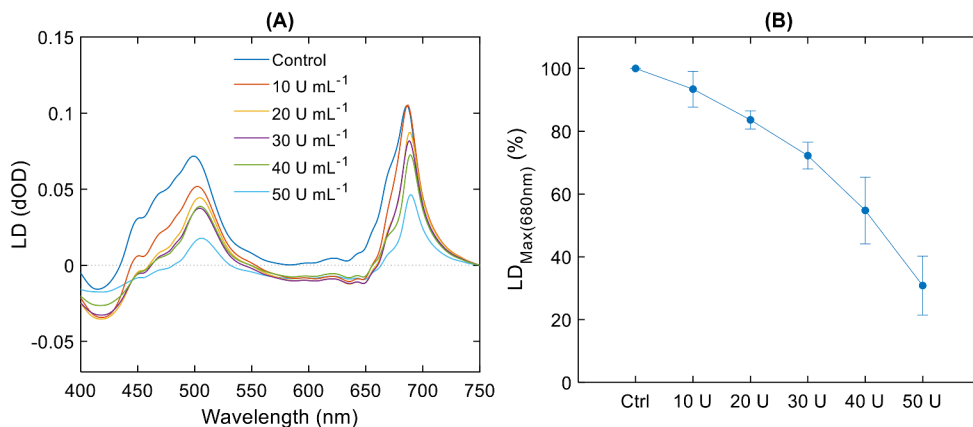 (A)
0.15
0.1
0.05
0
-0.05
LD (dOD)
400 450 500 550 600 650 700 750
Wavelength (nm)
Control
10 U mL⁻¹
20 U mL⁻¹
30 U mL⁻¹
40 U mL⁻¹
50 U mL⁻¹
(B)
100
80
60
40
20
0
LD Max(680nm) (%)
Ctrl 10 U 20 U 30 U 40 U 50 U